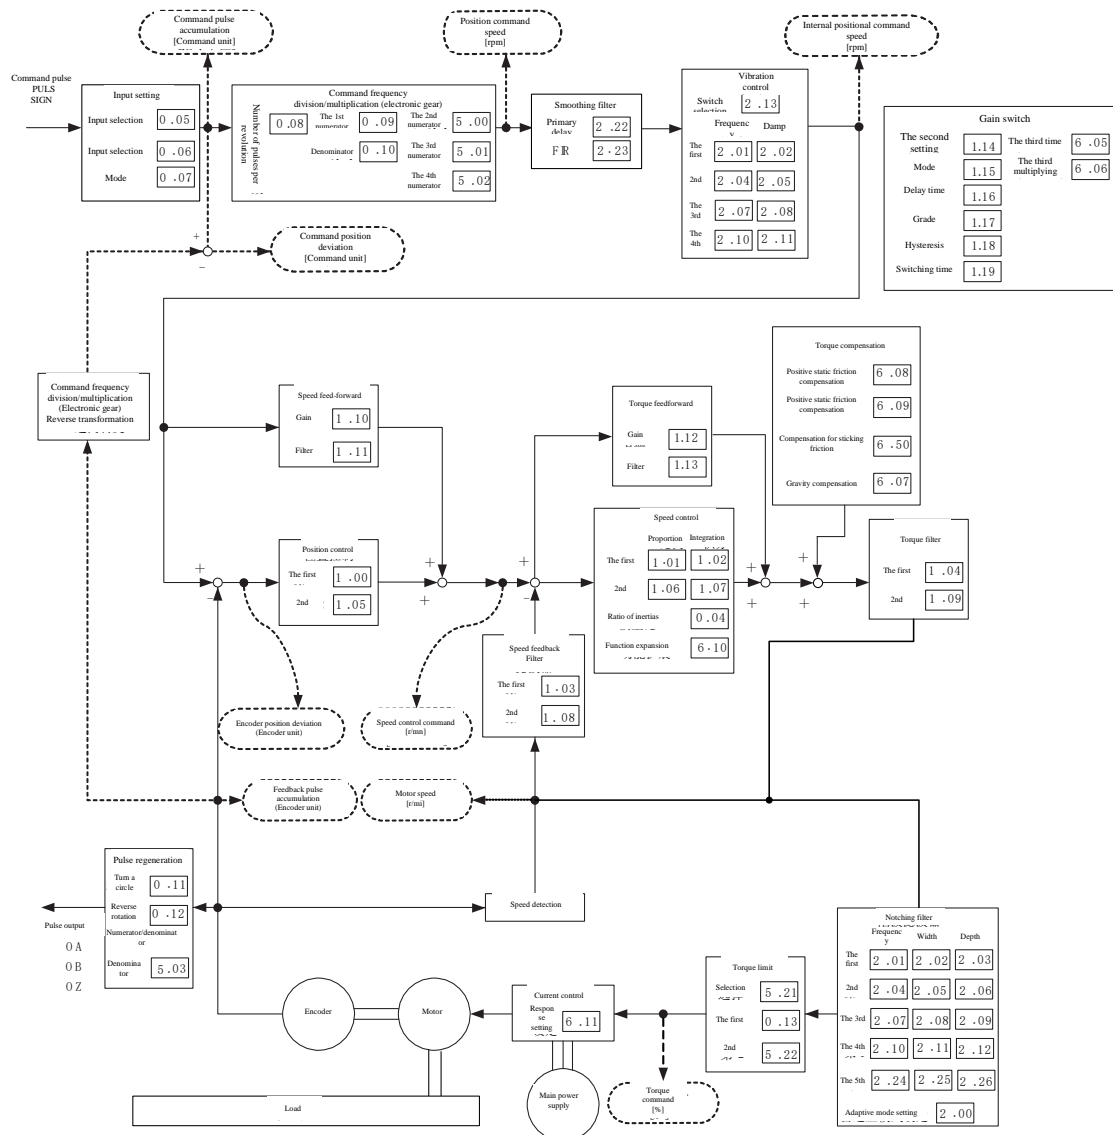 Command pulse
accumulation
[Command unit]
Position command
speed
[rpm]
Internal positional command
speed
[rpm]
Command pulse
PULS
SIGN
Input setting
Input selection 0.05
Input selection 0.06
Mode 0.07
Command frequency
division/multiplication (electronic gear)
Number of pulses per
revolution
0.08
The 1st
numerator
0.09
The 2nd
numerator
5.00
Denominator 0.10
The 3rd
numerator
5.01
The 4th
numerator
5.02
Smoothing filter
Primary
delay
2.22
FIR 2.23
Vibration
control
Switch
selection
2.13
Frequenc
y
Damp
The
first
2.01 2.02
2nd 2.04 2.05
The
3rd
2.07 2.08
The
4th
2.10 2.11
Gain switch
The second
setting
1.14
The third time 6.05
Mode 1.15
The third
multiplying
6.06
Delay time 1.16
Grade 1.17
Hysteresis 1.18
Switching time 1.19
+
−
Command position
deviation
[Command unit]
Command frequency
division/multiplication
(Electronic gear)
Reverse transformation
Speed feed-forward
Gain 1.10
Filter 1.11
Torque feedforward
Gain 1.12
Filter 1.13
Torque compensation
Positive static friction
compensation
6.08
Positive static friction
compensation
6.09
Compensation for sticking
friction
6.50
Gravity compensation 6.07
+
−
Position control
The first 1.00
2nd 1.05
+
+
+
−
Speed control
Proportion Integration
The first 1.01 1.02
2nd 1.06 1.07
Ratio of inertias 0.04
Function expansion 6.10
+
+
+
+
Torque filter
The first 1.04
2nd 1.09
Speed feedback
Filter
The first 1.03
2nd 1.08
Encoder position deviation
(Encoder unit)
Speed control command
[r/mn]
Feedback pulse
accumulation
(Encoder unit)
Motor speed
[r/mi]
Pulse regeneration
Turn a
circle
0.11
Reverse
rotation
0.12
Numerator/denominat
or
Denomina
tor
5.03
Pulse output
OA
OB
OZ
Speed detection
Notching filter
Frequenc
y
Width Depth
The
first
2.01 2.02 2.03
2nd 2.04 2.05 2.06
The 3rd 2.07 2.08 2.09
The 4th 2.10 2.11 2.12
The 5th 2.24 2.25 2.26
Adaptive mode setting 2.00
Torque limit
Selection 5.21
The first 0.13
2nd 5.22
Current control
Respon
se
setting
6.11
Encoder
Motor
Load
Main power
supply
Torque
command
[%]